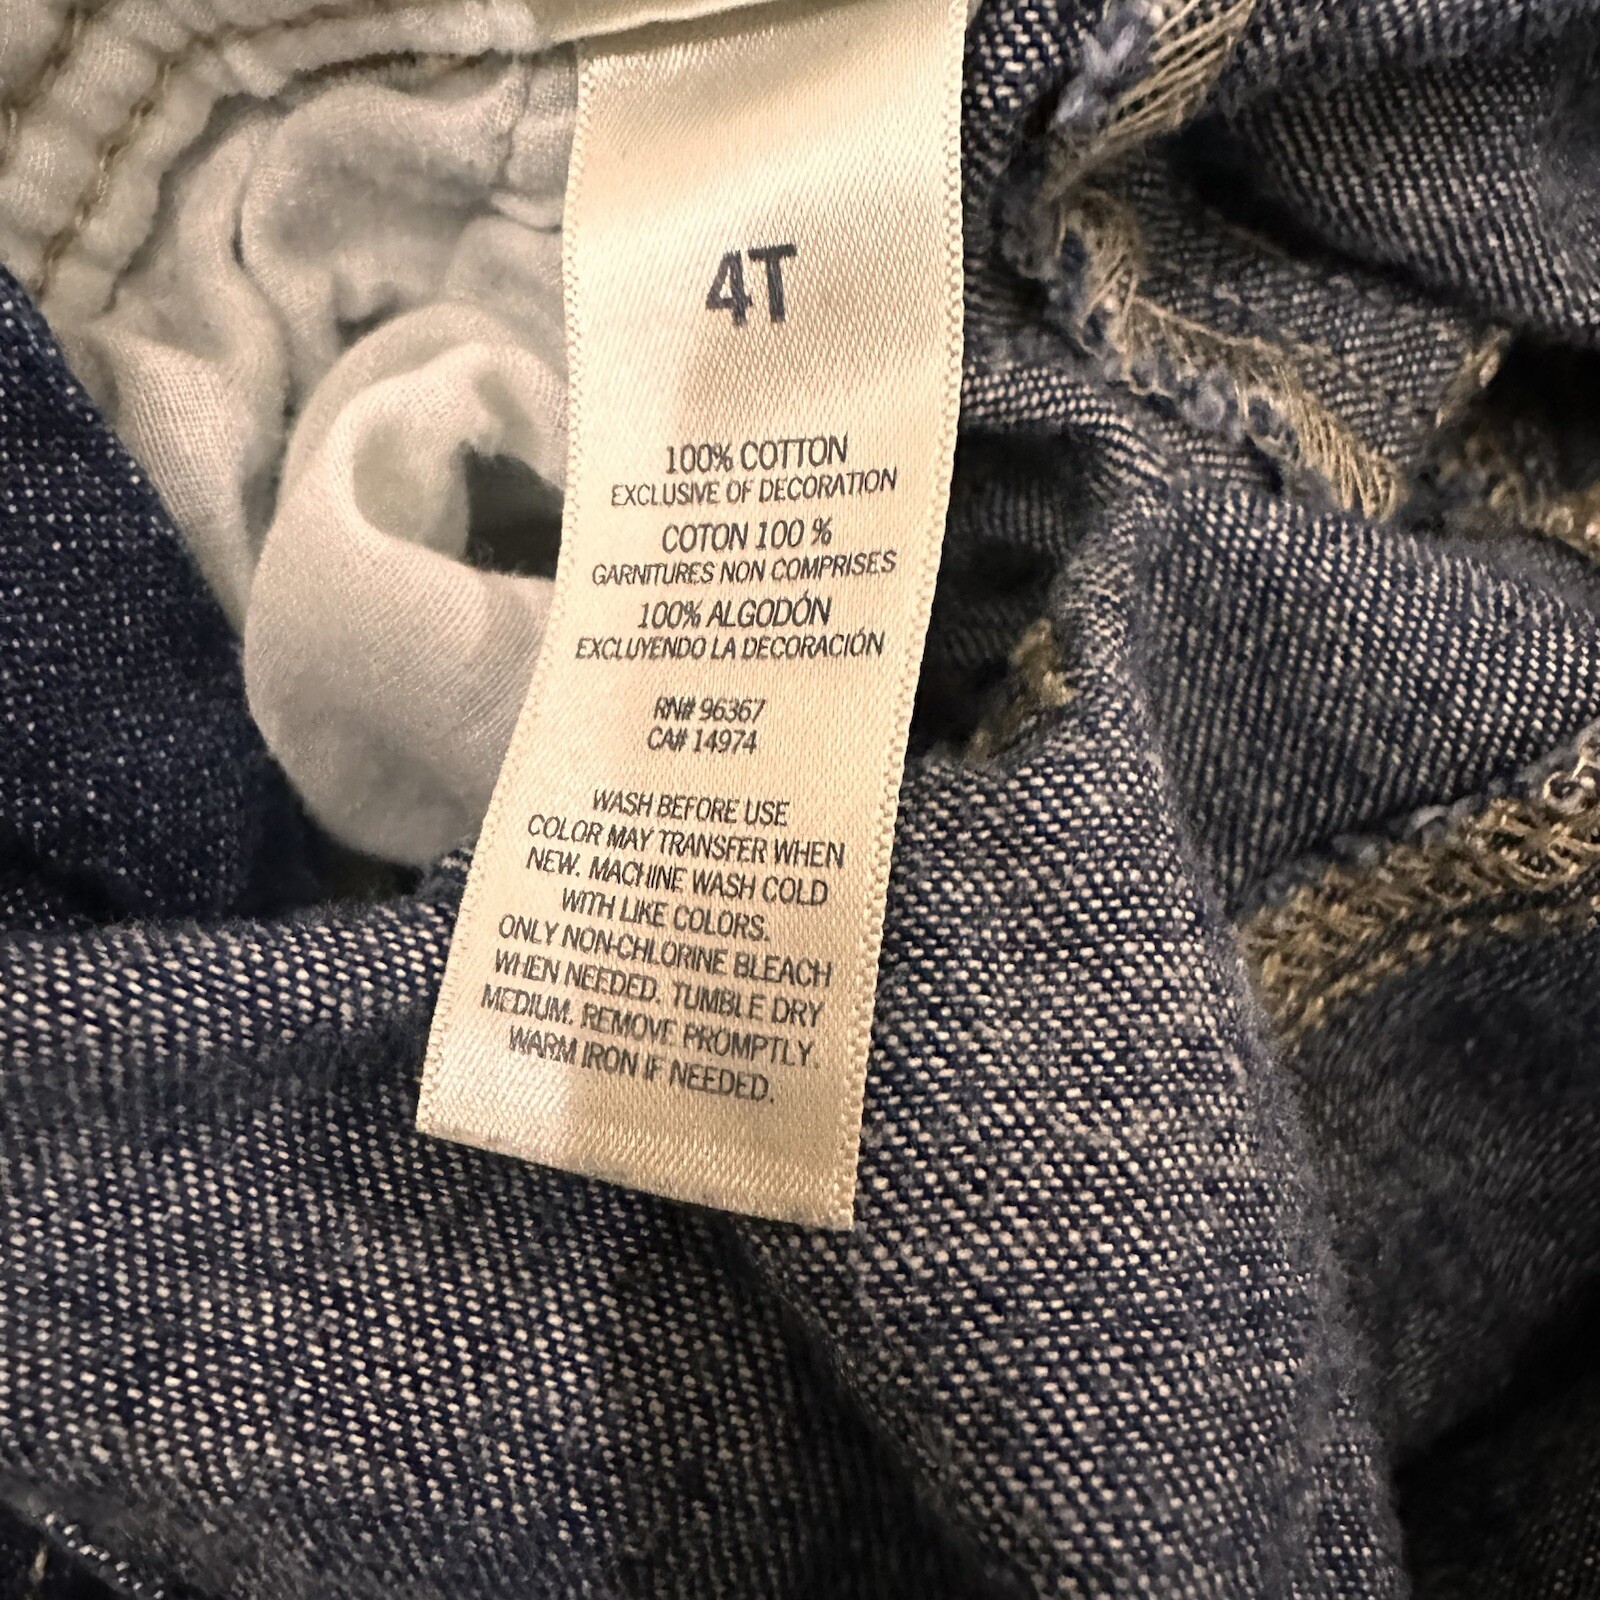 4T
100% COTTON
EXCLUSIVE OF DECORATION
COTON 100 %
GARNITURES NON COMPRISES
100% ALGODÓN
EXCLUYENDO LA DECORACIÓN
RN# 96367
CA# 14974
WASH BEFORE USE
COLOR MAY TRANSFER WHEN
NEW. MACHINE WASH COLD
WITH LIKE COLORS.
ONLY NON-CHLORINE BLEACH
WHEN NEEDED. TUMBLE DRY
MEDIUM. REMOVE PROMPTLY.
WARM IRON IF NEEDED.